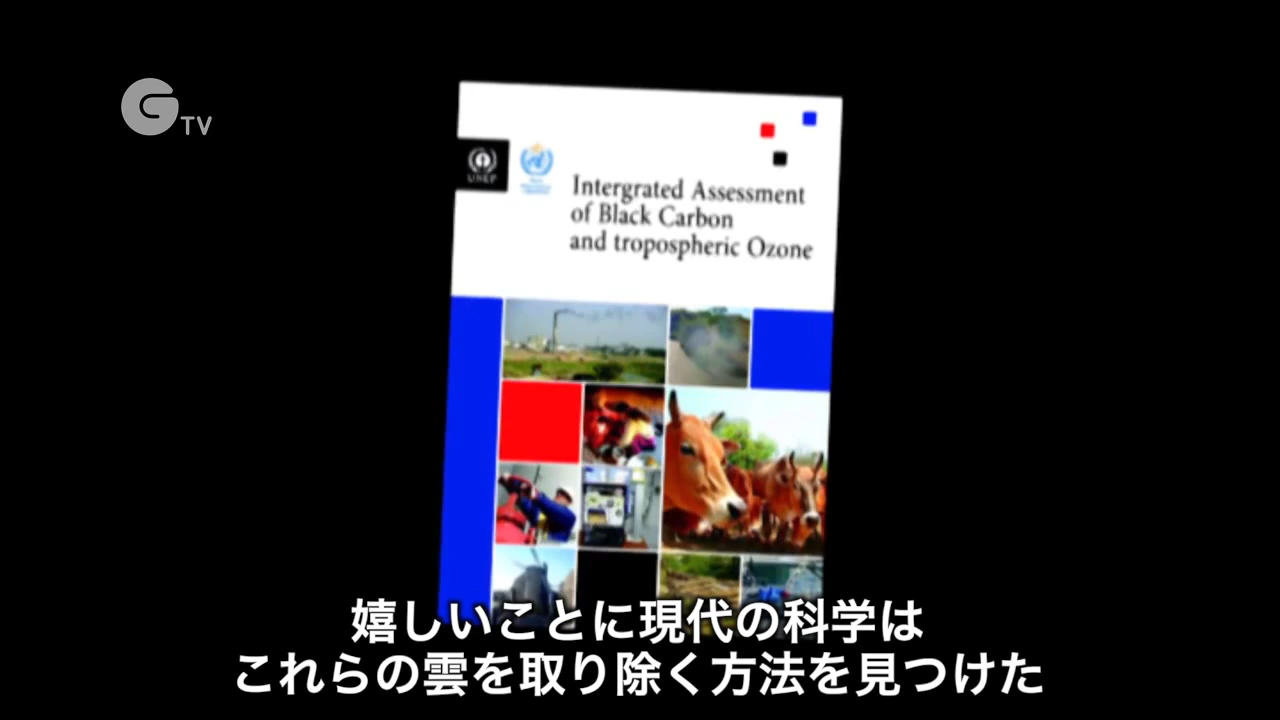 G TV
UNEP
Intergrated Assessment
of Black Carbon
and tropospheric Ozone
嬉しいことに現代の科学は
これらの雲を取り除く方法を見つけた